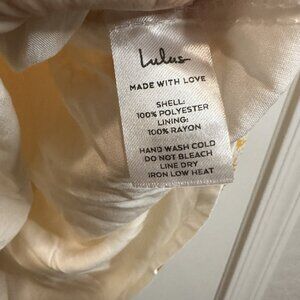 Lulus
MADE WITH LOVE
SHELL:
100% POLYESTER
LINING:
100% RAYON
HAND WASH COLD
DO NOT BLEACH
LINE DRY
IRON LOW HEAT